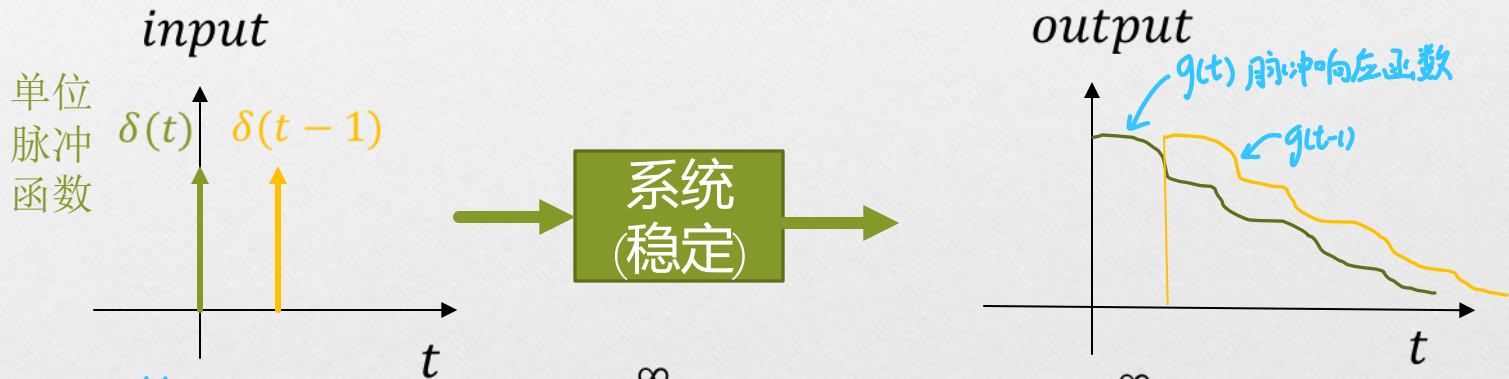 input
单位
脉冲
函数
δ(t)
δ(t − 1)
t
系统
(稳定)
output
g(t) 脉冲响应函数
g(t-1)
t
∞
∞